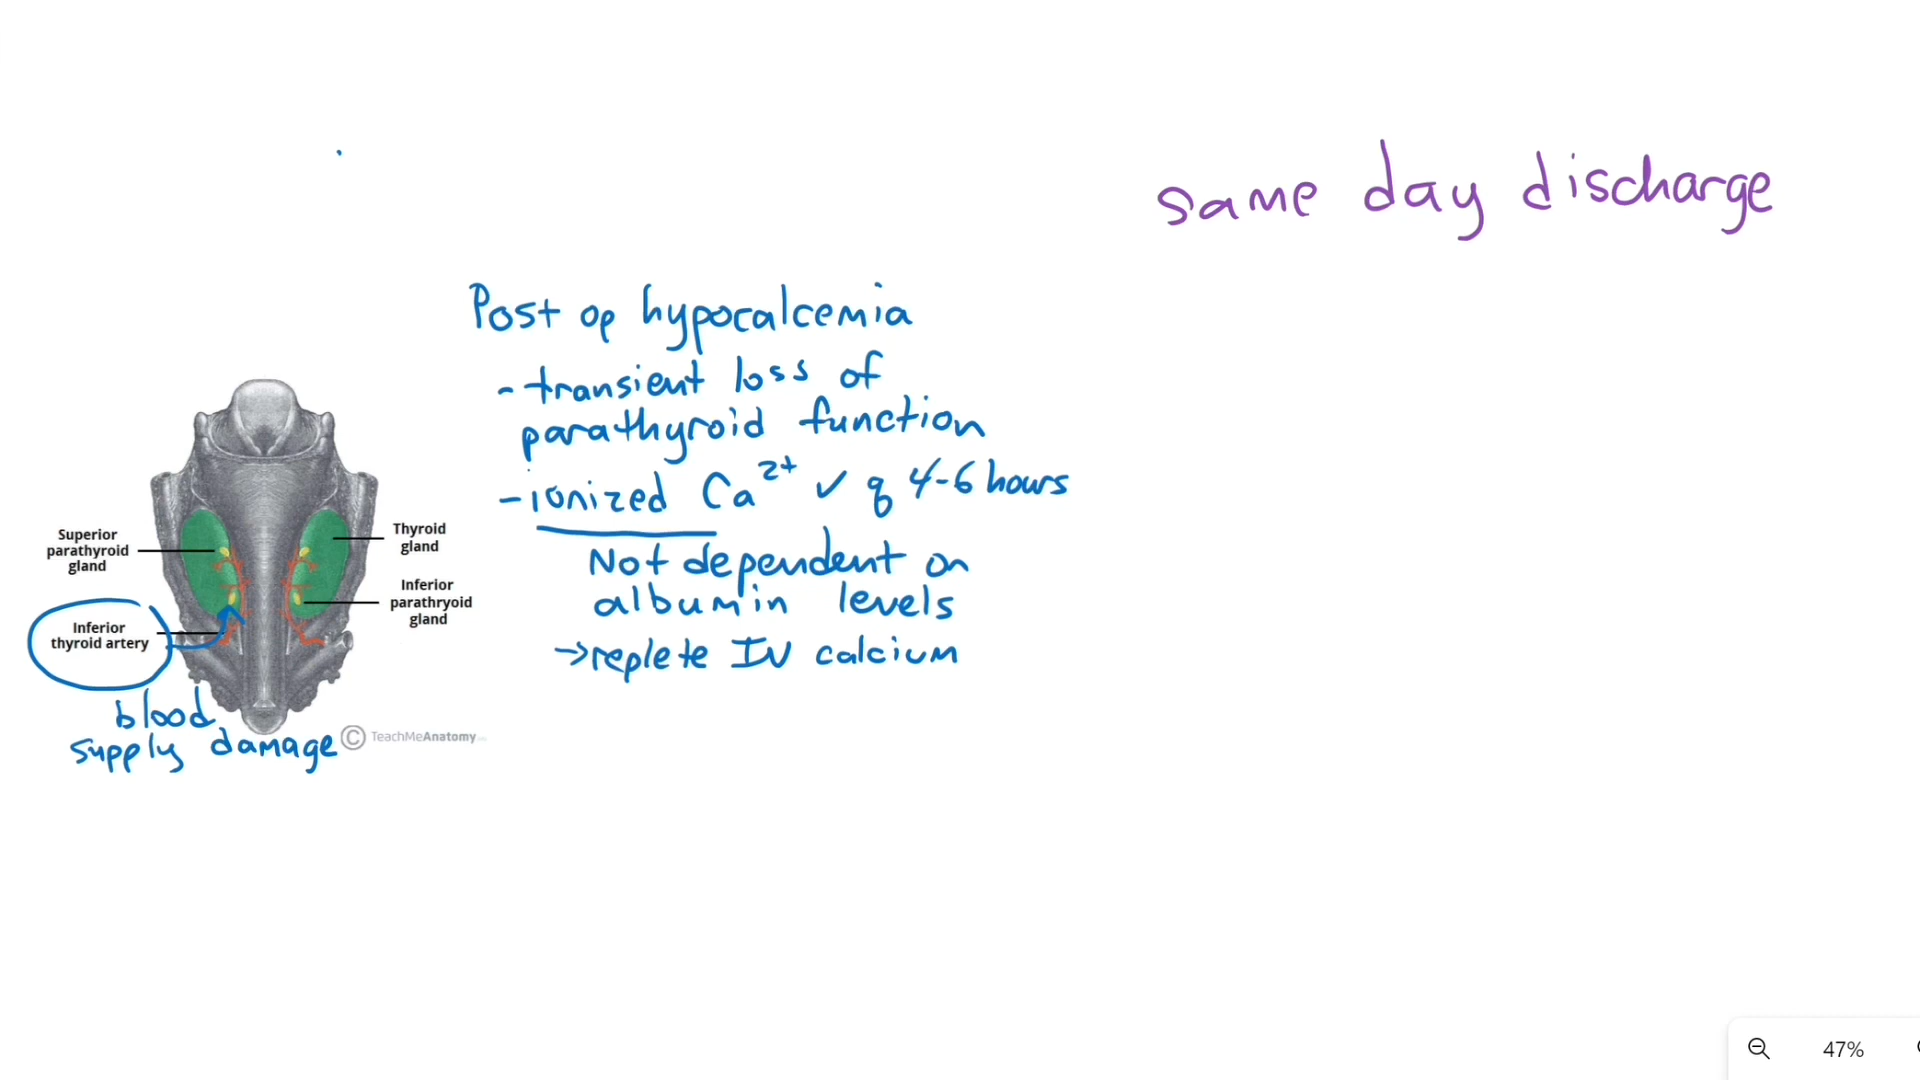 same day discharge
Post op hypocalcemia
- transient loss of
parathyroid function
- ionized Ca²⁺ ✓ q 4-6 hours
Not dependent on
albumin levels
→ replete IV calcium
Superior
parathyroid
gland
Thyroid
gland
Inferior
parathryoid
gland
Inferior
thyroid artery
blood
supply damage
© TeachMeAnatomy
47%